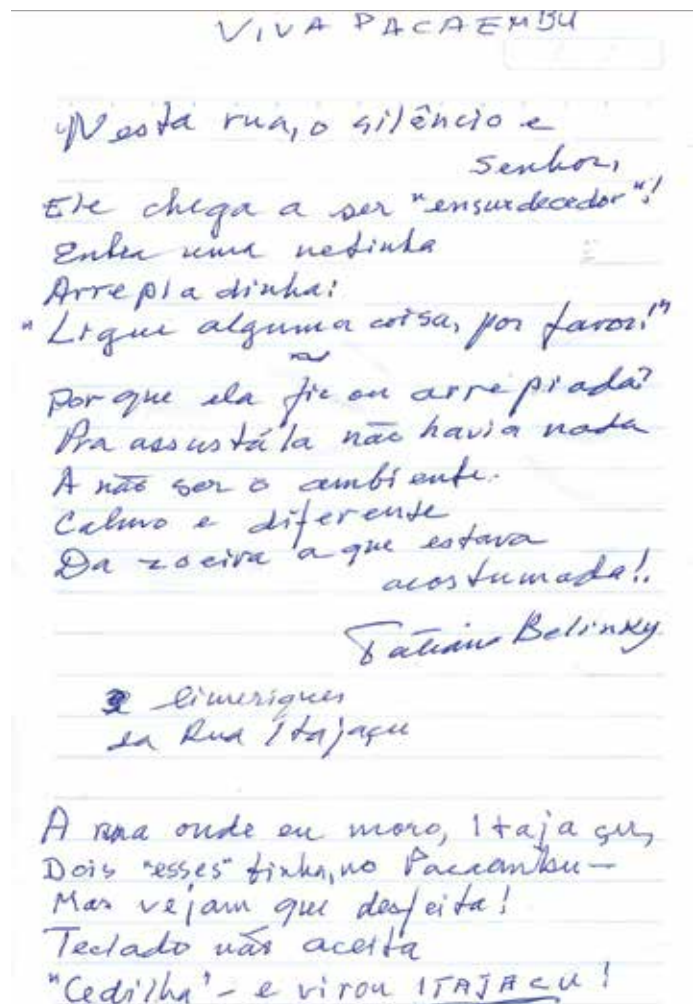 VIVA PACAEMBU
Nesta rua, o silêncio e
Senhor,
Ele chega a ser "ensurdecedor"!
Entra uma netinha
Arrepiadinha:
"Ligue alguma coisa, por favor!"
~
Por que ela ficou arrepiada?
Pra assustá la não havia nada
A não ser o ambiente.
Calmo e diferente
Da zoeira a que estava
acostumada!.
Tatiana Belinky
2 limeriques
da Rua Itajaçu
A rua onde eu moro, Itajaçu,
Dois "esses" tinha, no Pacaembu—
Mas vejam que desfeita!
Teclado não aceita
"Cedilha" - e virou ITAJACU!